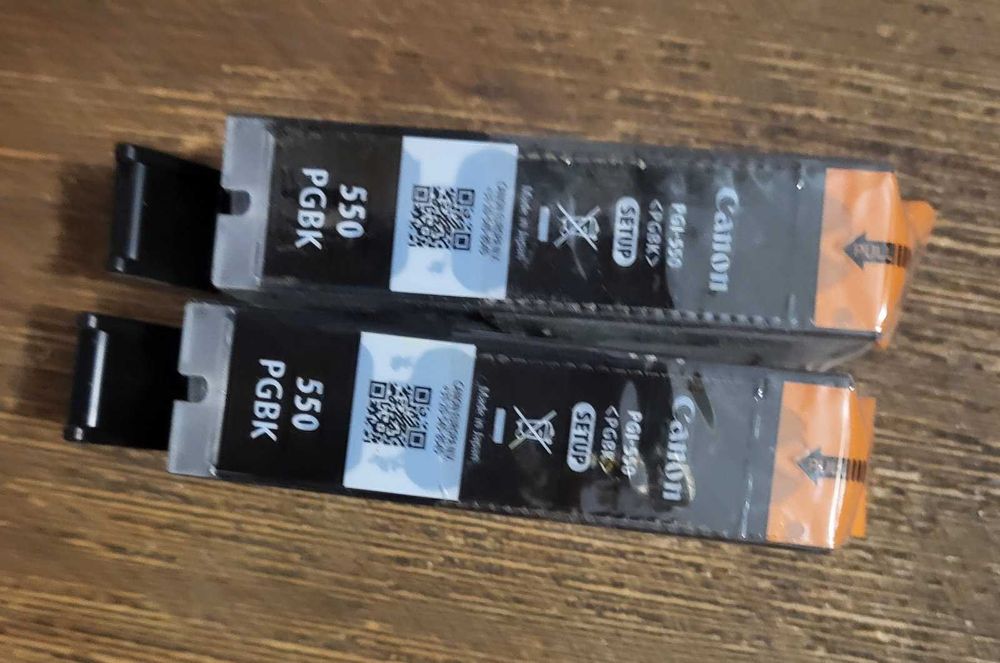 Canon
PGI-550
<PGBK>
SETUP
Made in Japan
550
PGBK
Canon
PGI-550
<PGBK>
SETUP
Made in Japan
550
PGBK